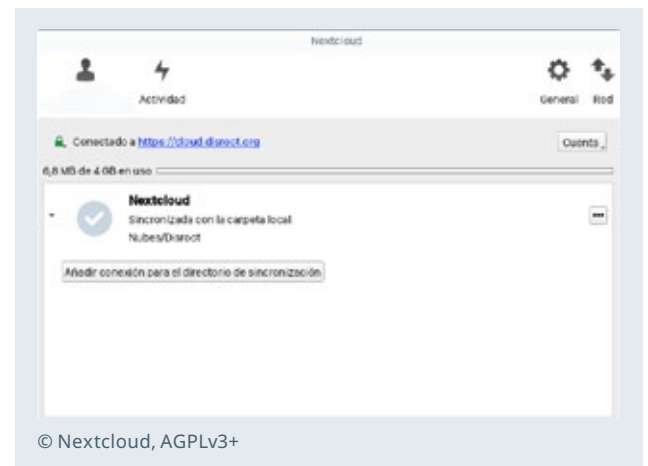 Nextcloud
Actividad
General Red
Conectado a https://cloud.disroot.org
Cuenta
6,8 MB de 4 GB en uso
Nextcloud
Sincronizada con la carpeta local
Nubes/Disroot
Añadir conexión para el directorio de sincronización
© Nextcloud, AGPLv3+